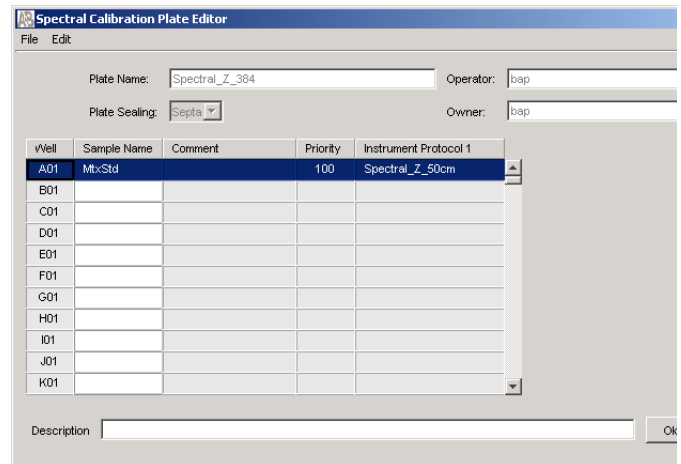 Spectral Calibration Plate Editor
File Edit
Plate Name: Spectral_Z_384 Operator: bap
Plate Sealing: Septa Owner: bap
Well Sample Name Comment Priority Instrument Protocol 1
A01 MtxStd 100 Spectral_Z_50cm
B01
C01
D01
E01
F01
G01
H01
I01
J01
K01
Description Ok